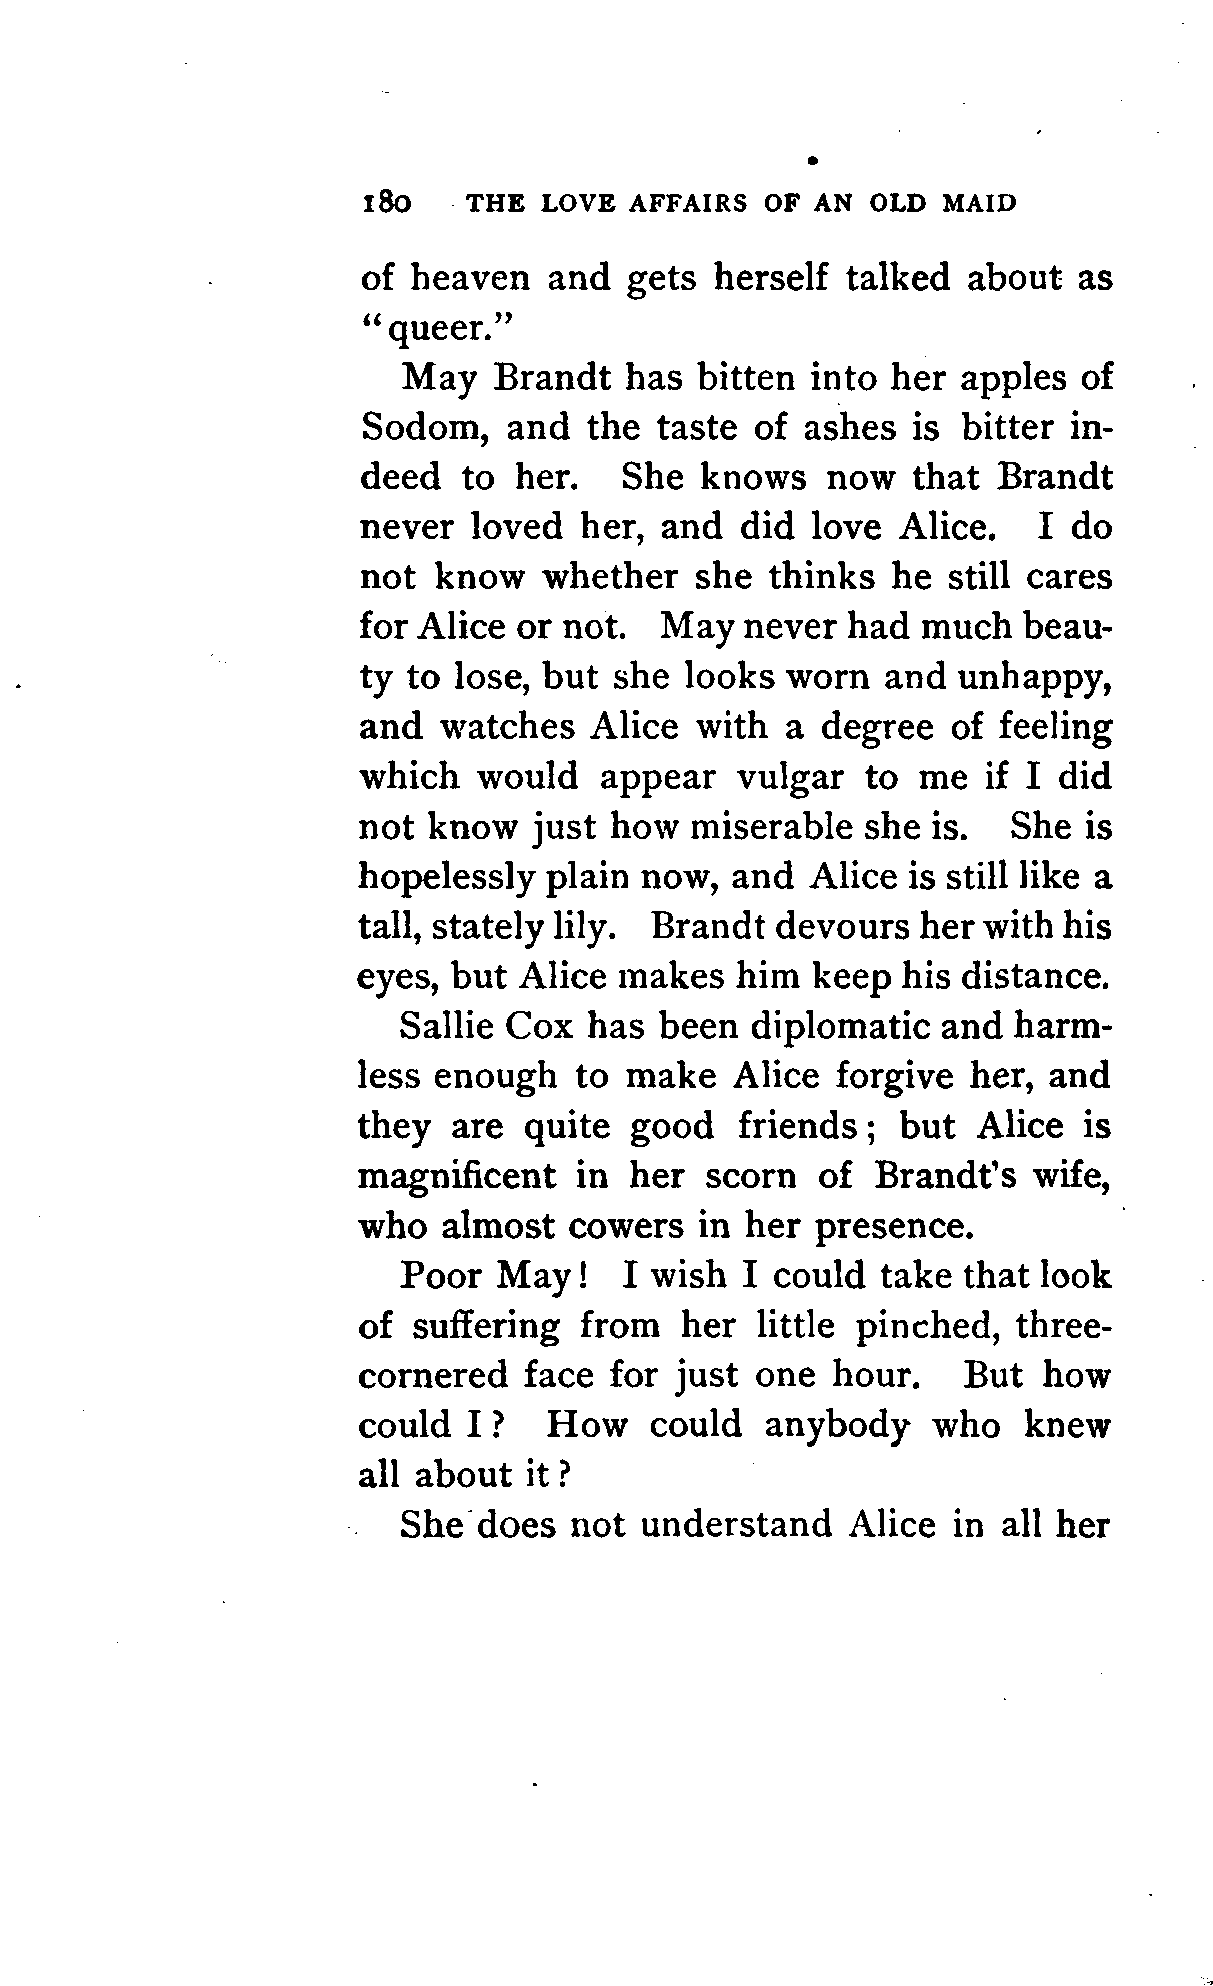 180 THE LOVE AFFAIRS OF AN OLD MAID
of heaven and gets herself talked about as
"queer."
May Brandt has bitten into her apples of
Sodom, and the taste of ashes is bitter in-
deed to her. She knows now that Brandt
never loved her, and did love Alice. I do
not know whether she thinks he still cares
for Alice or not. May never had much beau-
ty to lose, but she looks worn and unhappy,
and watches Alice with a degree of feeling
which would appear vulgar to me if I did
not know just how miserable she is. She is
hopelessly plain now, and Alice is still like a
tall, stately lily. Brandt devours her with his
eyes, but Alice makes him keep his distance.
Sallie Cox has been diplomatic and harm-
less enough to make Alice forgive her, and
they are quite good friends; but Alice is
magnificent in her scorn of Brandt's wife,
who almost cowers in her presence.
Poor May! I wish I could take that look
of suffering from her little pinched, three-
cornered face for just one hour. But how
could I? How could anybody who knew
all about it?
She does not understand Alice in all her